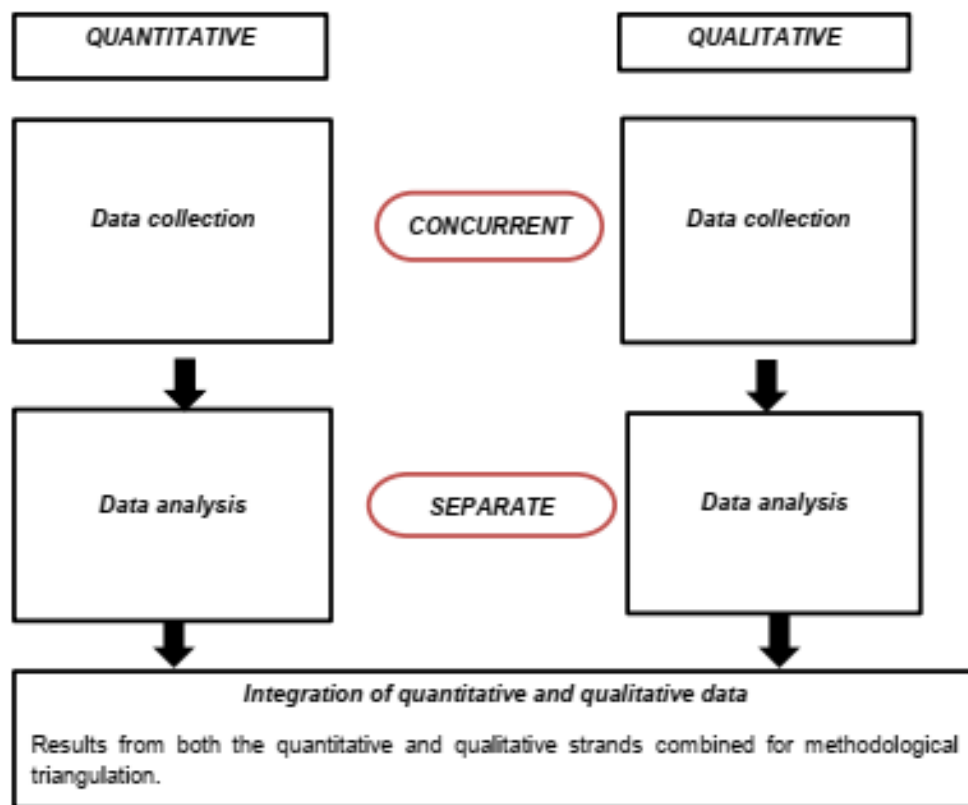 QUANTITATIVE
QUALITATIVE
Data collection
CONCURRENT
Data collection
Data analysis
SEPARATE
Data analysis
Integration of quantitative and qualitative data
Results from both the quantitative and qualitative strands combined for methodological
triangulation.